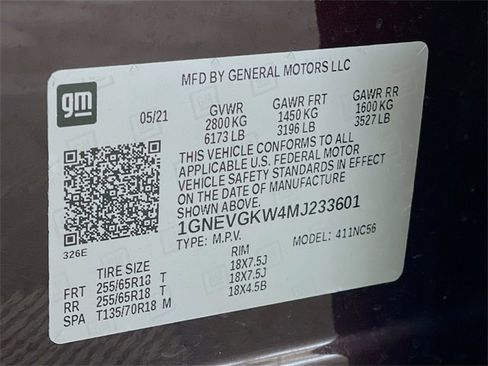 MFD BY GENERAL MOTORS LLC
gm
05/21 GVWR GAWR FRT GAWR RR
2800 KG 1450 KG 1600 KG
6173 LB 3196 LB 3527 LB
THIS VEHICLE CONFORMS TO ALL
APPLICABLE U.S. FEDERAL MOTOR
VEHICLE SAFETY STANDARDS IN EFFECT
ON THE DATE OF MANUFACTURE
SHOWN ABOVE.
1GNEVGKW4MJ233601
326E
TYPE: M.P.V. MODEL: 411NC56
TIRE SIZE RIM
FRT 255/65R18 T 18X7.5J
RR 255/65R18 T 18X7.5J
SPA T135/70R18 M 18X4.5B